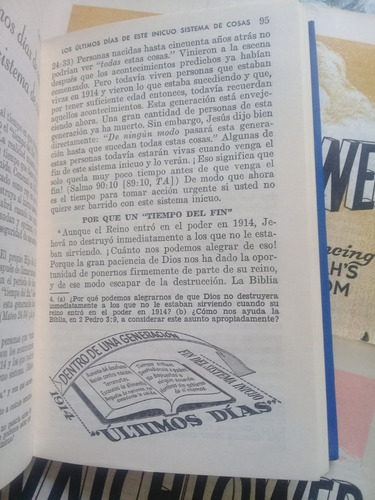 LOS ÚLTIMOS DÍAS DE ESTE INICUO SISTEMA DE COSAS 95
24:33) Personas nacidas hasta cincuenta años atrás no
podrían ver “todas estas cosas.” Vinieron a la escena
después que los acontecimientos predichos ya habían
empezado. Pero todavía viven personas que estaban
vivas en 1914 y vieron lo que estaba sucediendo y que,
por tener suficiente edad entonces, todavía recuerdan
aquellos acontecimientos. Esta generación está enveje-
ciendo ahora. Una gran cantidad de personas de esta
generación ya ha muerto. Sin embargo, Jesús dijo bien
directamente: “De ningún modo pasará esta genera-
ción hasta que sucedan todas estas cosas.” Algunas de
estas personas todavía estarán vivas cuando venga el
fin de este sistema inicuo y lo verán. ¡Eso significa que
solo queda muy poco tiempo antes de que venga el
fin! (Salmo 90:10 [89:10, TA]) De modo que ahora
es el tiempo para tomar acción urgente si usted no
quiere ser barrido con este sistema inicuo.
POR QUE UN “TIEMPO DEL FIN”
⁴Aunque el Reino entró en el poder en 1914, Je-
hová no destruyó inmediatamente a los que no le esta-
ban sirviendo. ¡Cuánto nos podemos alegrar de eso!
Porque la gran paciencia de Dios nos ha dado la opor-
tunidad de ponernos firmemente de parte de su reino,
y de ese modo escapar de la destrucción. La Biblia
4. (a) ¿Por qué podemos alegrarnos de que Dios no destruyera
inmediatamente a los que no le estaban sirviendo cuando su
reino entró en el poder en 1914? (b) ¿Cómo nos ayuda la
Biblia, en 2 Pedro 3:9, a considerar este asunto apropiadamente?
DENTRO DE UNA GENERACIÓN
1914
FIN DEL SISTEMA INICUO
“ÚLTIMOS DÍAS”